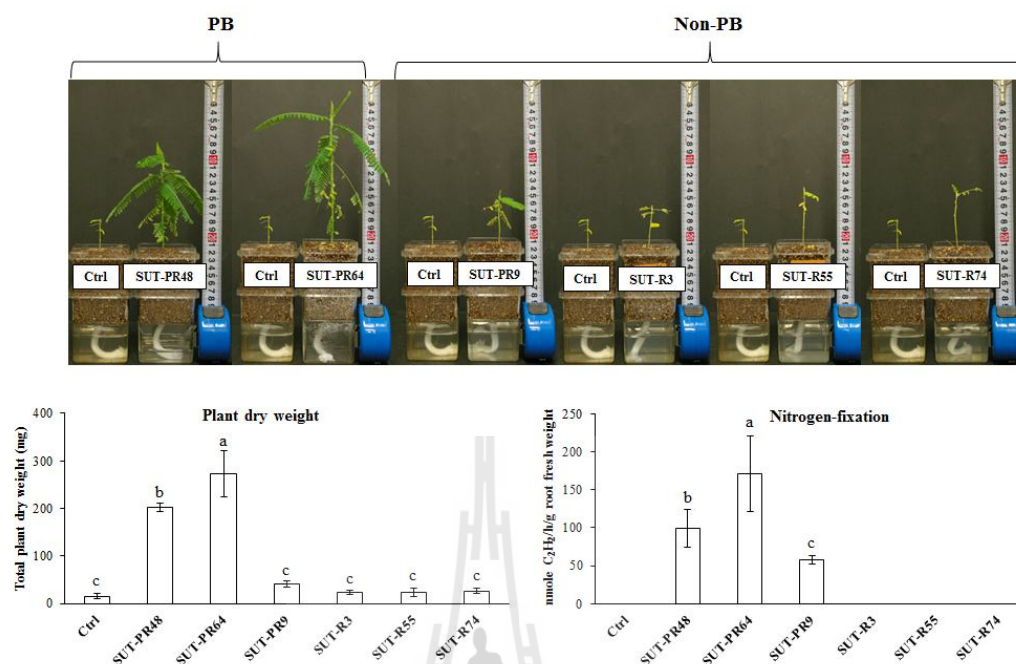 PB Non-PB
Ctrl SUT-PR48 Ctrl SUT-PR64 Ctrl SUT-PR9 Ctrl SUT-R3 Ctrl SUT-R55 Ctrl SUT-R74
Plant dry weight
Total plant dry weight (mg)
400
300
200
100
0
c b a c c c c
Ctrl SUT-PR48 SUT-PR64 SUT-PR9 SUT-R3 SUT-R55 SUT-R74
Nitrogen-fixation
nmole C₂H₂/h/g root fresh weight
250
200
150
100
50
0
b a c
Ctrl SUT-PR48 SUT-PR64 SUT-PR9 SUT-R3 SUT-R55 SUT-R74